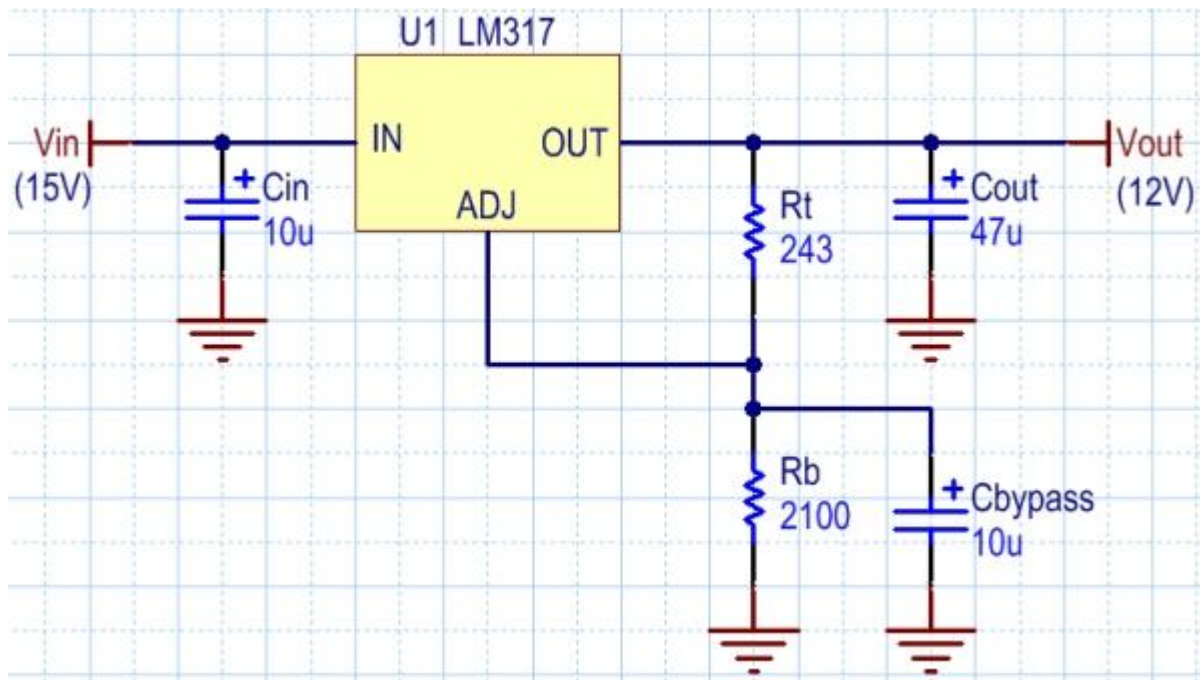 U1 LM317
Vin
(15V)
IN
OUT
ADJ
Vout
(12V)
+ Cin
10u
Rt
243
+ Cout
47u
Rb
2100
+ Cbypass
10u